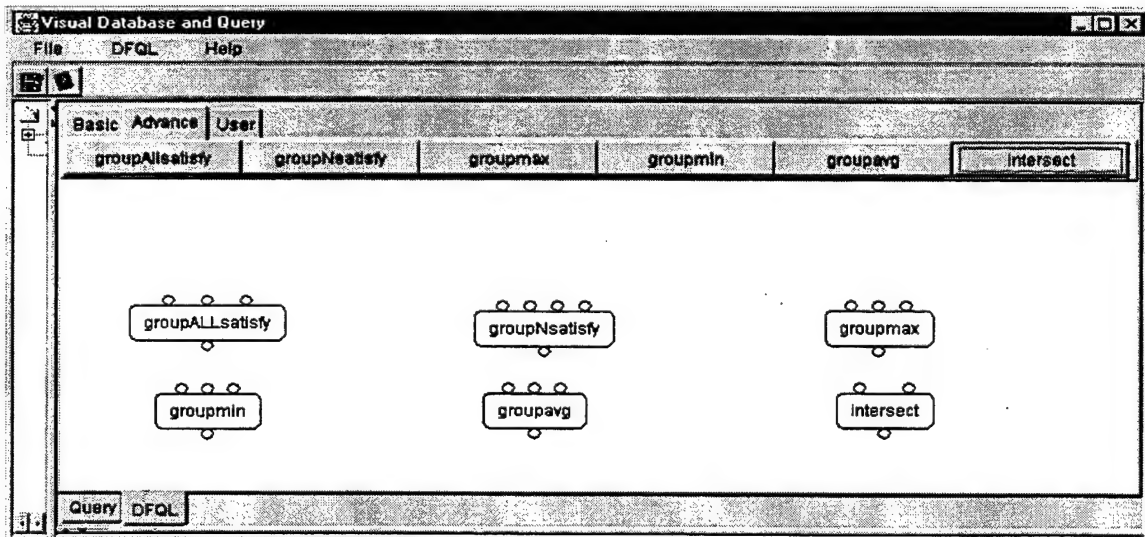 Visual Database and Query
File DFQL Help
Basic Advance User
groupAllsatisfy groupNsatisfy groupmax groupmin groupavg intersect
groupALLsatisfy groupNsatisfy groupmax
groupmin groupavg intersect
Query DFQL